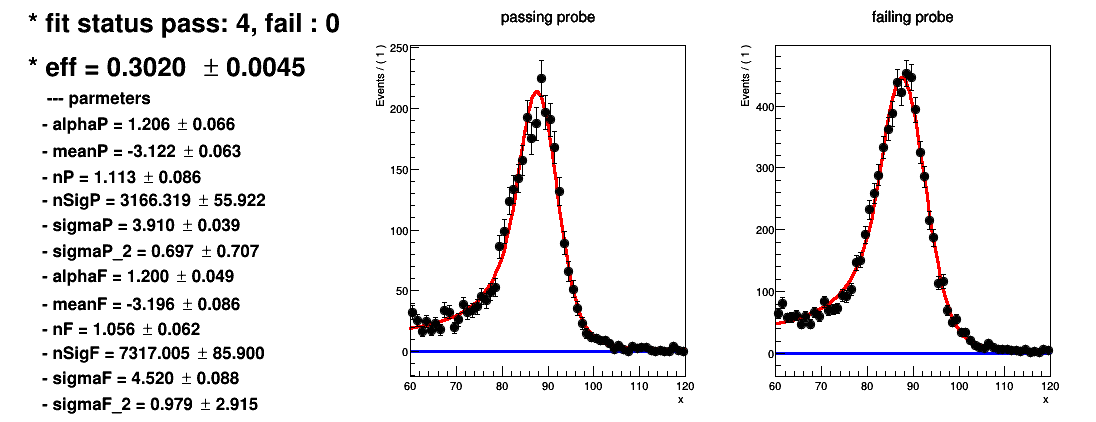 * fit status pass: 4, fail : 0
* eff = 0.3020 ± 0.0045
--- parmeters
- alphaP = 1.206 ± 0.066
- meanP = -3.122 ± 0.063
- nP = 1.113 ± 0.086
- nSigP = 3166.319 ± 55.922
- sigmaP = 3.910 ± 0.039
- sigmaP_2 = 0.697 ± 0.707
- alphaF = 1.200 ± 0.049
- meanF = -3.196 ± 0.086
- nF = 1.056 ± 0.062
- nSigF = 7317.005 ± 85.900
- sigmaF = 4.520 ± 0.088
- sigmaF_2 = 0.979 ± 2.915
passing probe
Events / ( 1 )
250
200
150
100
50
0
60 70 80 90 100 110 120
x
failing probe
Events / ( 1 )
400
300
200
100
0
60 70 80 90 100 110 120
x